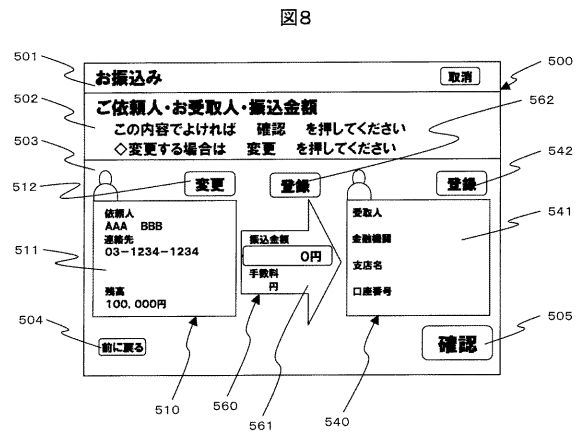 図8
501
お振込み
取消
500
502
ご依頼人・お受取人・振込金額
562
この内容でよければ 確認 を押してください
◇変更する場合は 変更 を押してください
503
542
512
変更
登録
登録
依頼人
AAA BBB
連絡先
03-1234-1234
残高
100,000円
511
振込金額
0円
手数料
円
受取人
金融機関
支店名
口座番号
541
504
前に戻る
確認
505
510
560
561
540